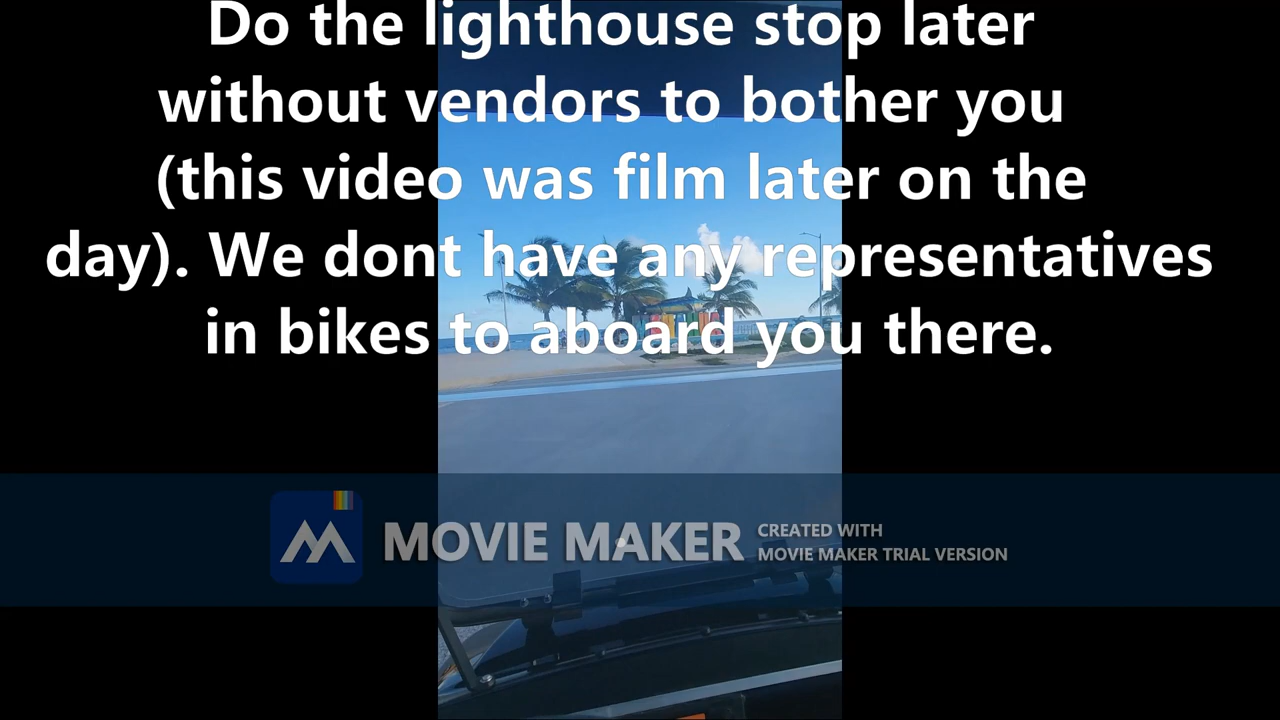 Do the lighthouse stop later
without vendors to bother you
(this video was film later on the
day). We dont have any representatives
in bikes to aboard you there.
MOVIE MAKER
CREATED WITH
MOVIE MAKER TRIAL VERSION